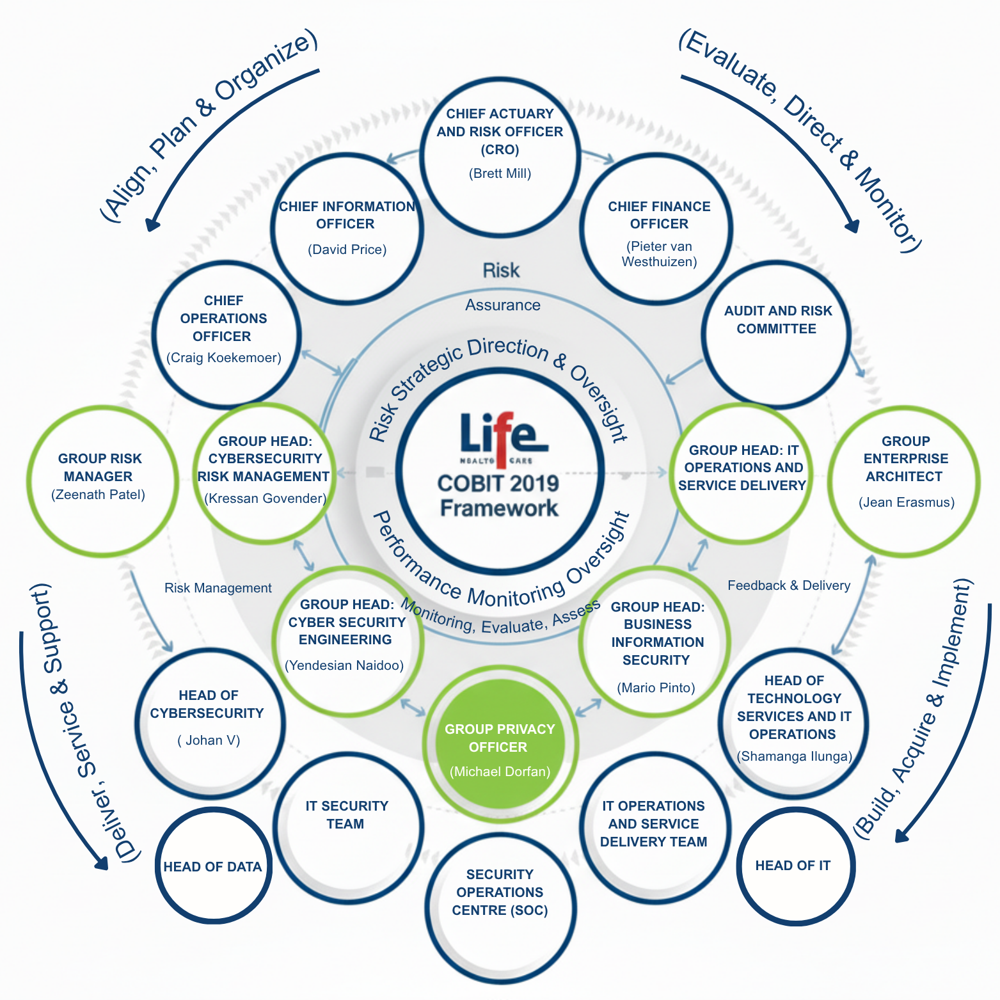 (Align, Plan & Organize)
(Evaluate, Direct & Monitor)
CHIEF ACTUARY
AND RISK OFFICER
(CRO)
(Brett Mill)
CHIEF INFORMATION
OFFICER
(David Price)
CHIEF FINANCE
OFFICER
(Pieter van
Westhuizen)
CHIEF
OPERATIONS
OFFICER
(Craig Koekemoer)
AUDIT AND RISK
COMMITTEE
Risk
Assurance
Risk Strategic Direction & Oversight
GROUP RISK
MANAGER
(Zeenath Patel)
GROUP HEAD:
CYBERSECURITY
RISK MANAGEMENT
(Kressan Govender)
Life
COBIT 2019
Framework
GROUP HEAD: IT
OPERATIONS AND
SERVICE DELIVERY
GROUP
ENTERPRISE
ARCHITECT
(Jean Erasmus)
Performance Monitoring Oversight
Monitoring, Evaluate, Assess
Risk Management
Feedback & Delivery
GROUP HEAD:
CYBER SECURITY
ENGINEERING
(Yendesian Naidoo)
GROUP HEAD:
BUSINESS
INFORMATION
SECURITY
(Mario Pinto)
(Deliver, Service & Support)
(Build, Acquire & Implement)
HEAD OF
CYBERSECURITY
( Johan V)
GROUP PRIVACY
OFFICER
(Michael Dorfan)
HEAD OF
TECHNOLOGY
SERVICES AND IT
OPERATIONS
(Shamanga Ilunga)
IT SECURITY
TEAM
IT OPERATIONS
AND SERVICE
DELIVERY TEAM
HEAD OF DATA
HEAD OF IT
SECURITY
OPERATIONS
CENTRE (SOC)